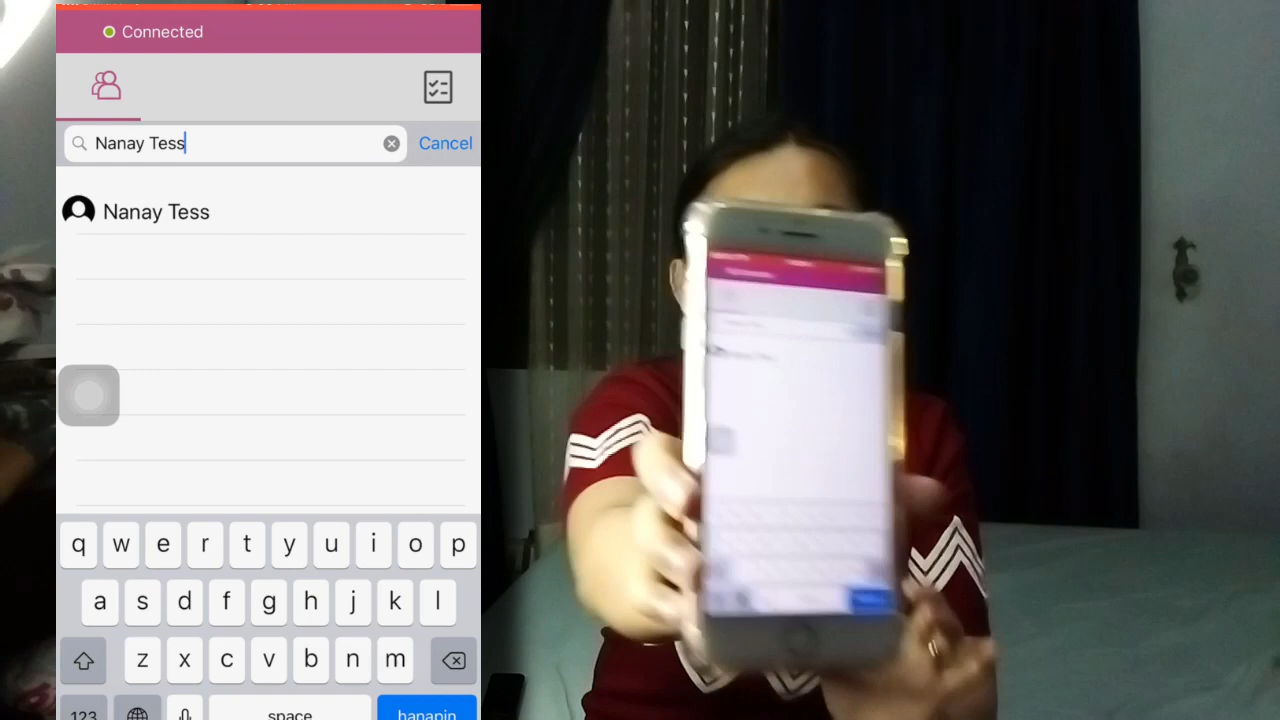 Connected
Nanay Tess
Cancel
Nanay Tess
q w e r t y u i o p
a s d f g h j k l
z x c v b n m
123 space hanapin